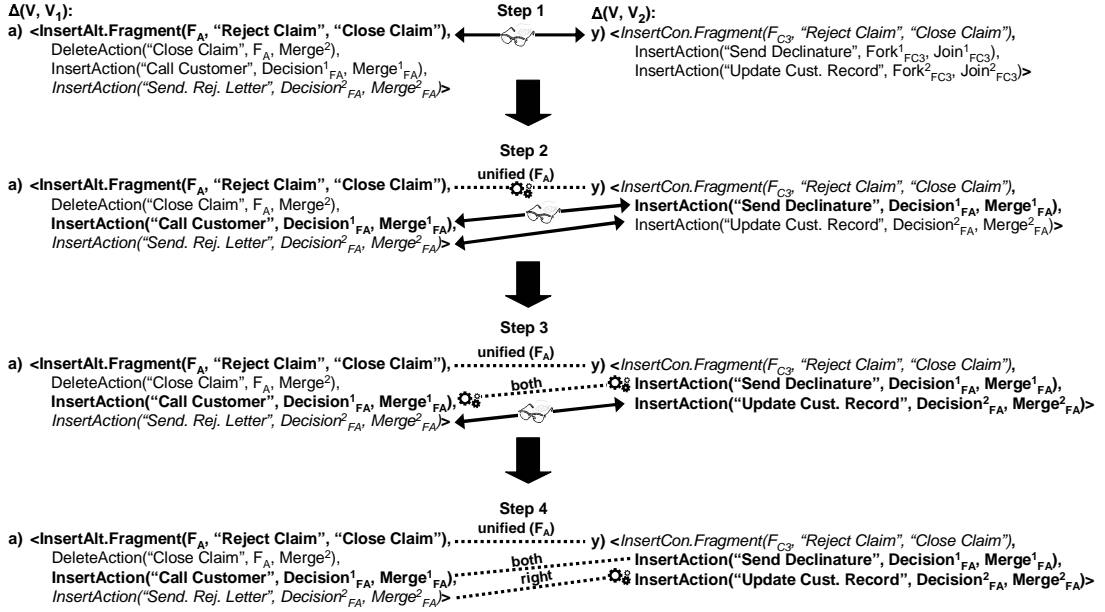 Δ(V, V1): Step 1 Δ(V, V2):
a) <InsertAlt.Fragment(FA, “Reject Claim”, “Close Claim”), y) <InsertCon.Fragment(FC3, “Reject Claim”, “Close Claim”),
DeleteAction(“Close Claim”, FA, Merge²), InsertAction(“Send Declinature”, Fork¹FC3, Join¹FC3),
InsertAction(“Call Customer”, Decision¹FA, Merge¹FA), InsertAction(“Update Cust. Record”, Fork²FC3, Join²FC3)>
InsertAction(“Send. Rej. Letter”, Decision²FA, Merge²FA)>
Step 2
unified (FA)
a) <InsertAlt.Fragment(FA, “Reject Claim”, “Close Claim”), y) <InsertCon.Fragment(FC3, “Reject Claim”, “Close Claim”),
DeleteAction(“Close Claim”, FA, Merge²), InsertAction(“Send Declinature”, Decision¹FA, Merge¹FA),
InsertAction(“Call Customer”, Decision¹FA, Merge¹FA), InsertAction(“Update Cust. Record”, Decision²FA, Merge²FA)>
InsertAction(“Send. Rej. Letter”, Decision²FA, Merge²FA)>
Step 3
unified (FA)
a) <InsertAlt.Fragment(FA, “Reject Claim”, “Close Claim”), y) <InsertCon.Fragment(FC3, “Reject Claim”, “Close Claim”),
DeleteAction(“Close Claim”, FA, Merge²), both InsertAction(“Send Declinature”, Decision¹FA, Merge¹FA),
InsertAction(“Call Customer”, Decision¹FA, Merge¹FA), InsertAction(“Update Cust. Record”, Decision²FA, Merge²FA)>
InsertAction(“Send. Rej. Letter”, Decision²FA, Merge²FA)>
Step 4
unified (FA)
a) <InsertAlt.Fragment(FA, “Reject Claim”, “Close Claim”), y) <InsertCon.Fragment(FC3, “Reject Claim”, “Close Claim”),
DeleteAction(“Close Claim”, FA, Merge²), both InsertAction(“Send Declinature”, Decision¹FA, Merge¹FA),
InsertAction(“Call Customer”, Decision¹FA, Merge¹FA), right InsertAction(“Update Cust. Record”, Decision²FA, Merge²FA)>
InsertAction(“Send. Rej. Letter”, Decision²FA, Merge²FA)>